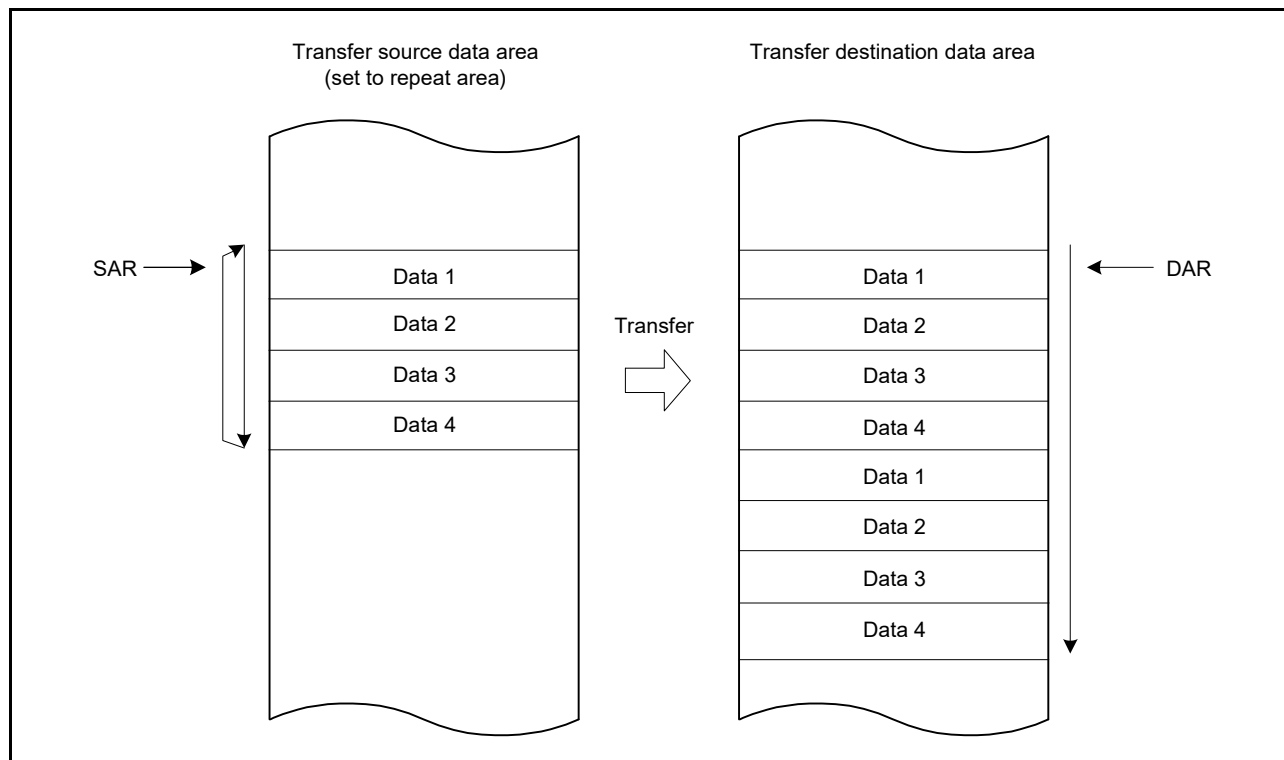 Transfer source data area
(set to repeat area)
Transfer destination data area
SAR
Data 1
Data 2
Data 3
Data 4
Transfer
Data 1
Data 2
Data 3
Data 4
Data 1
Data 2
Data 3
Data 4
DAR